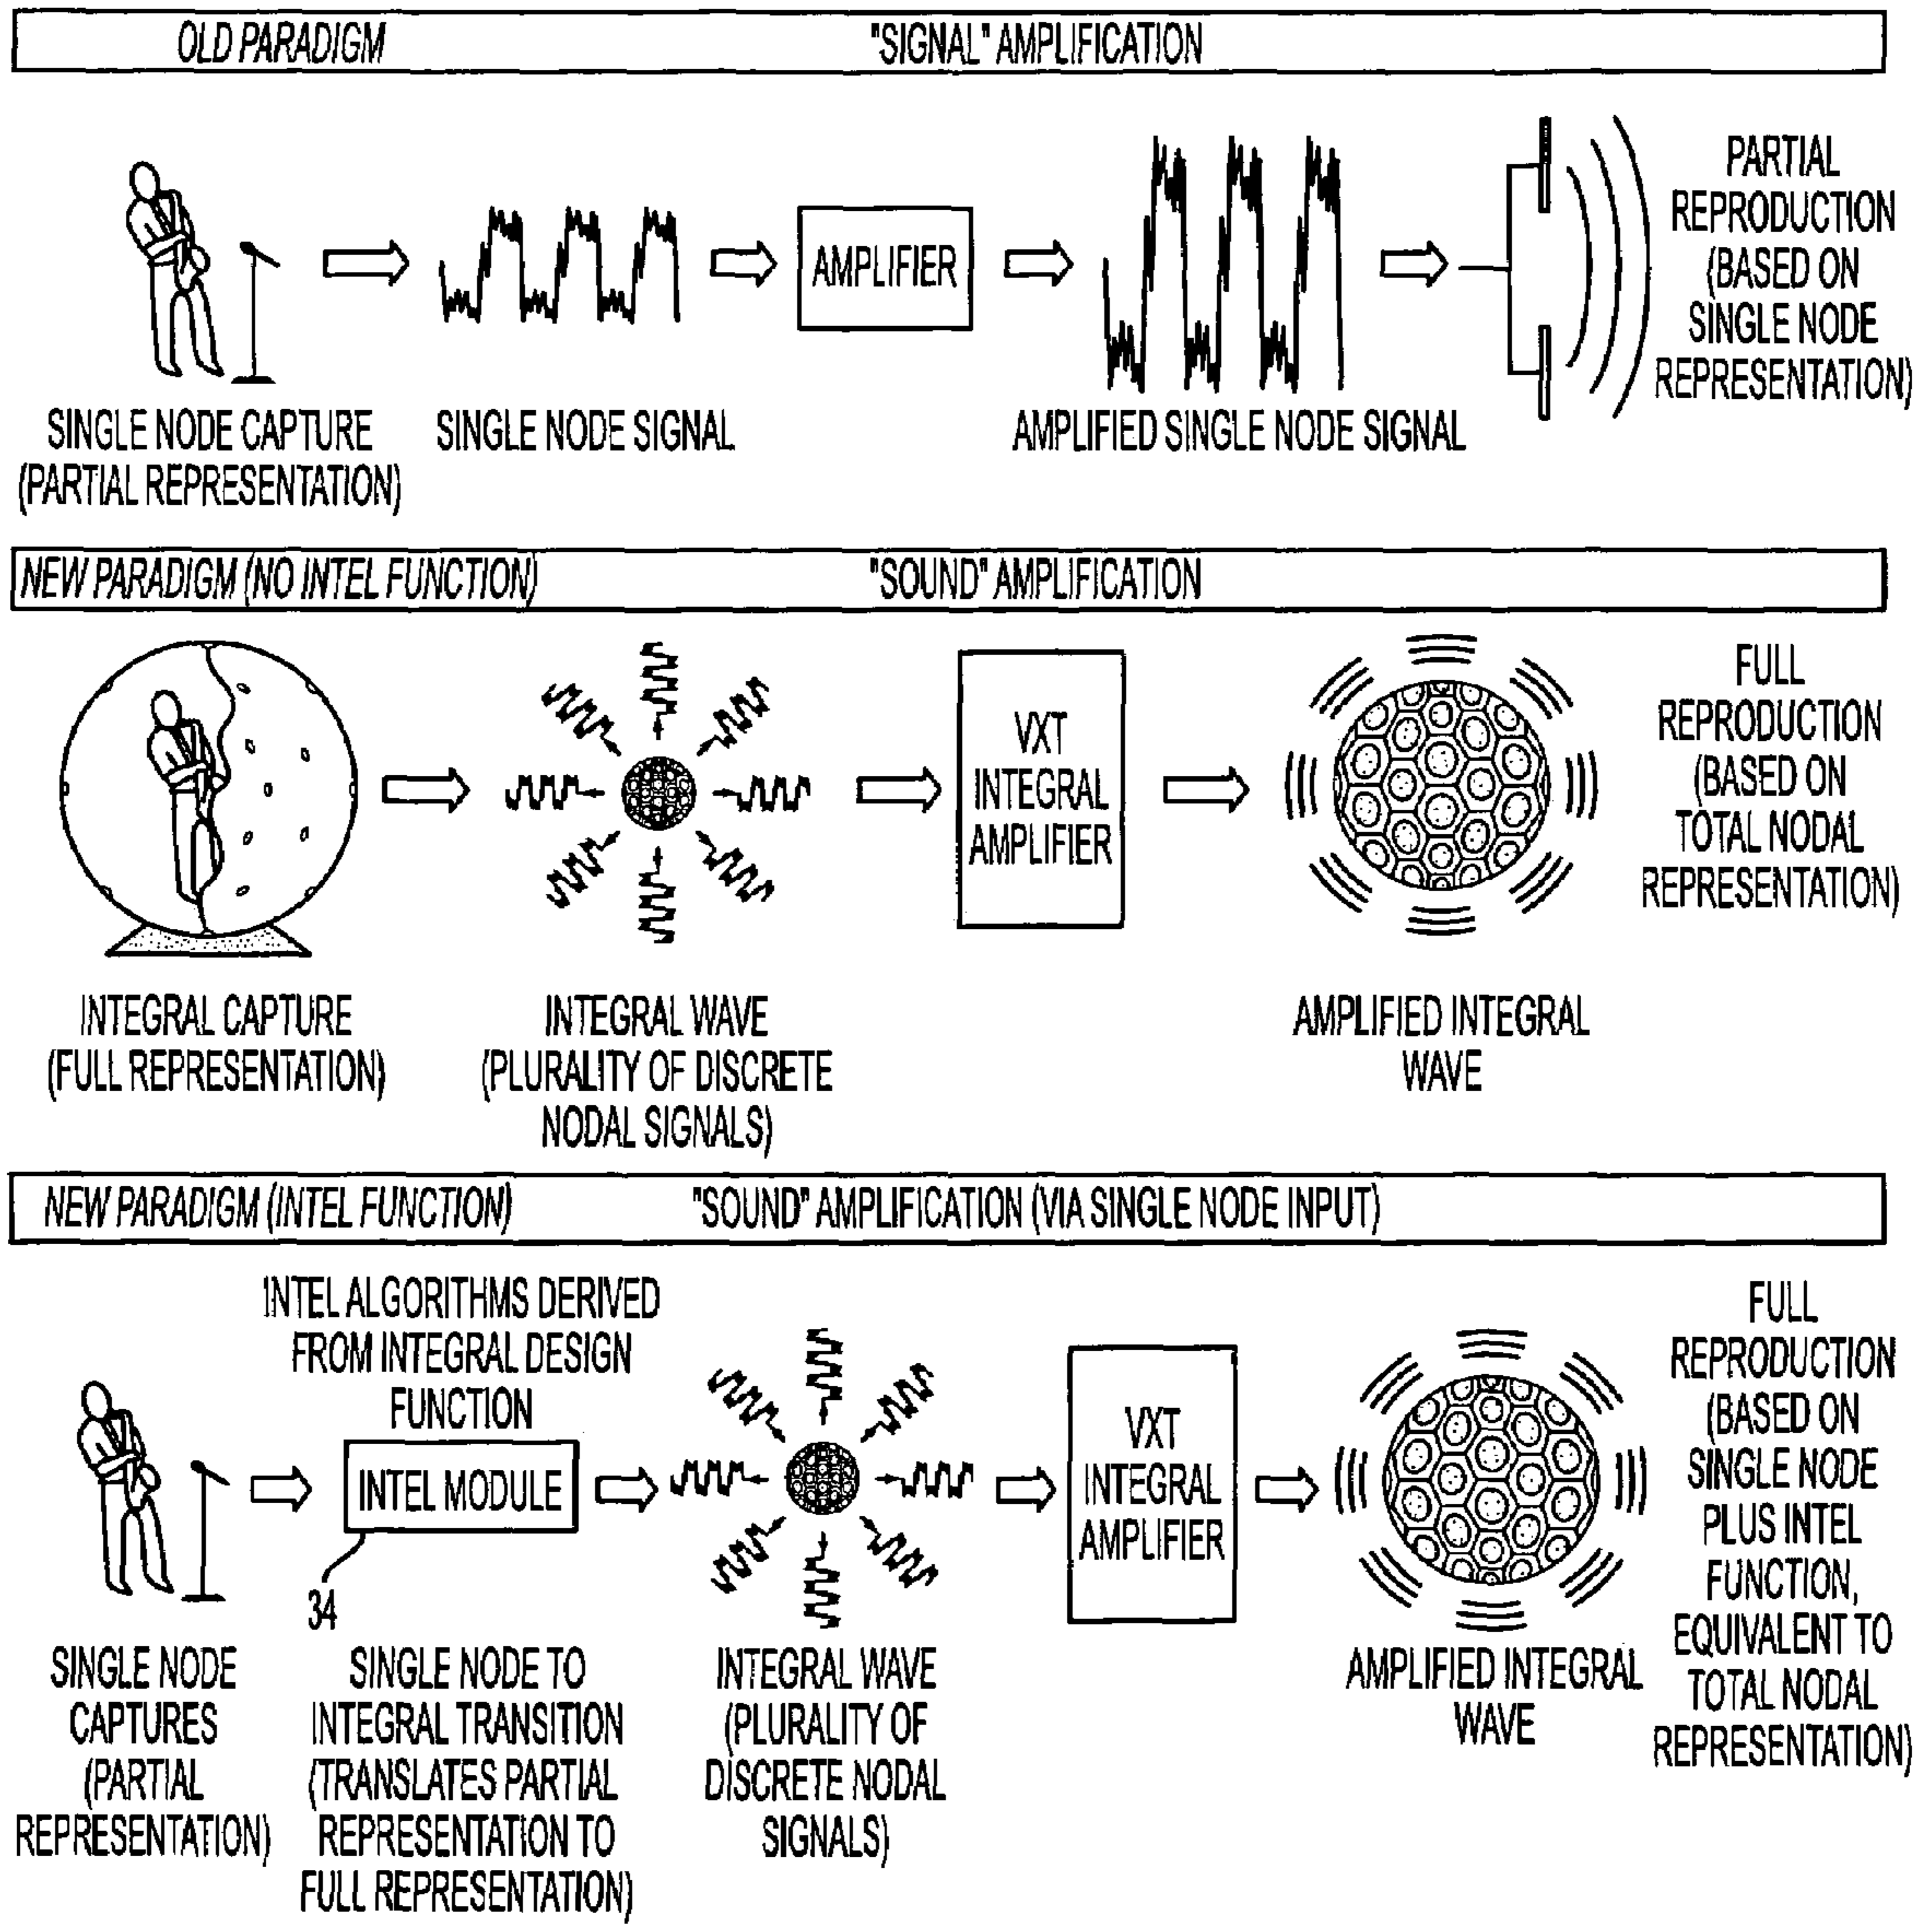 OLD PARADIGM
"SIGNAL" AMPLIFICATION
SINGLE NODE CAPTURE
(PARTIAL REPRESENTATION)
SINGLE NODE SIGNAL
AMPLIFIER
AMPLIFIED SINGLE NODE SIGNAL
PARTIAL
REPRODUCTION
(BASED ON
SINGLE NODE
REPRESENTATION)
NEW PARADIGM (NO INTEL FUNCTION)
"SOUND" AMPLIFICATION
INTEGRAL CAPTURE
(FULL REPRESENTATION)
INTEGRAL WAVE
(PLURALITY OF DISCRETE
NODAL SIGNALS)
VXT
INTEGRAL
AMPLIFIER
AMPLIFIED INTEGRAL
WAVE
FULL
REPRODUCTION
(BASED ON
TOTAL NODAL
REPRESENTATION)
NEW PARADIGM (INTEL FUNCTION)
"SOUND" AMPLIFICATION (VIA SINGLE NODE INPUT)
SINGLE NODE
CAPTURES
(PARTIAL
REPRESENTATION)
INTEL ALGORITHMS DERIVED
FROM INTEGRAL DESIGN
FUNCTION
INTEL MODULE
34
SINGLE NODE TO
INTEGRAL TRANSITION
(TRANSLATES PARTIAL
REPRESENTATION TO
FULL REPRESENTATION)
INTEGRAL WAVE
(PLURALITY OF
DISCRETE NODAL
SIGNALS)
VXT
INTEGRAL
AMPLIFIER
AMPLIFIED INTEGRAL
WAVE
FULL
REPRODUCTION
(BASED ON
SINGLE NODE
PLUS INTEL
FUNCTION,
EQUIVALENT TO
TOTAL NODAL
REPRESENTATION)